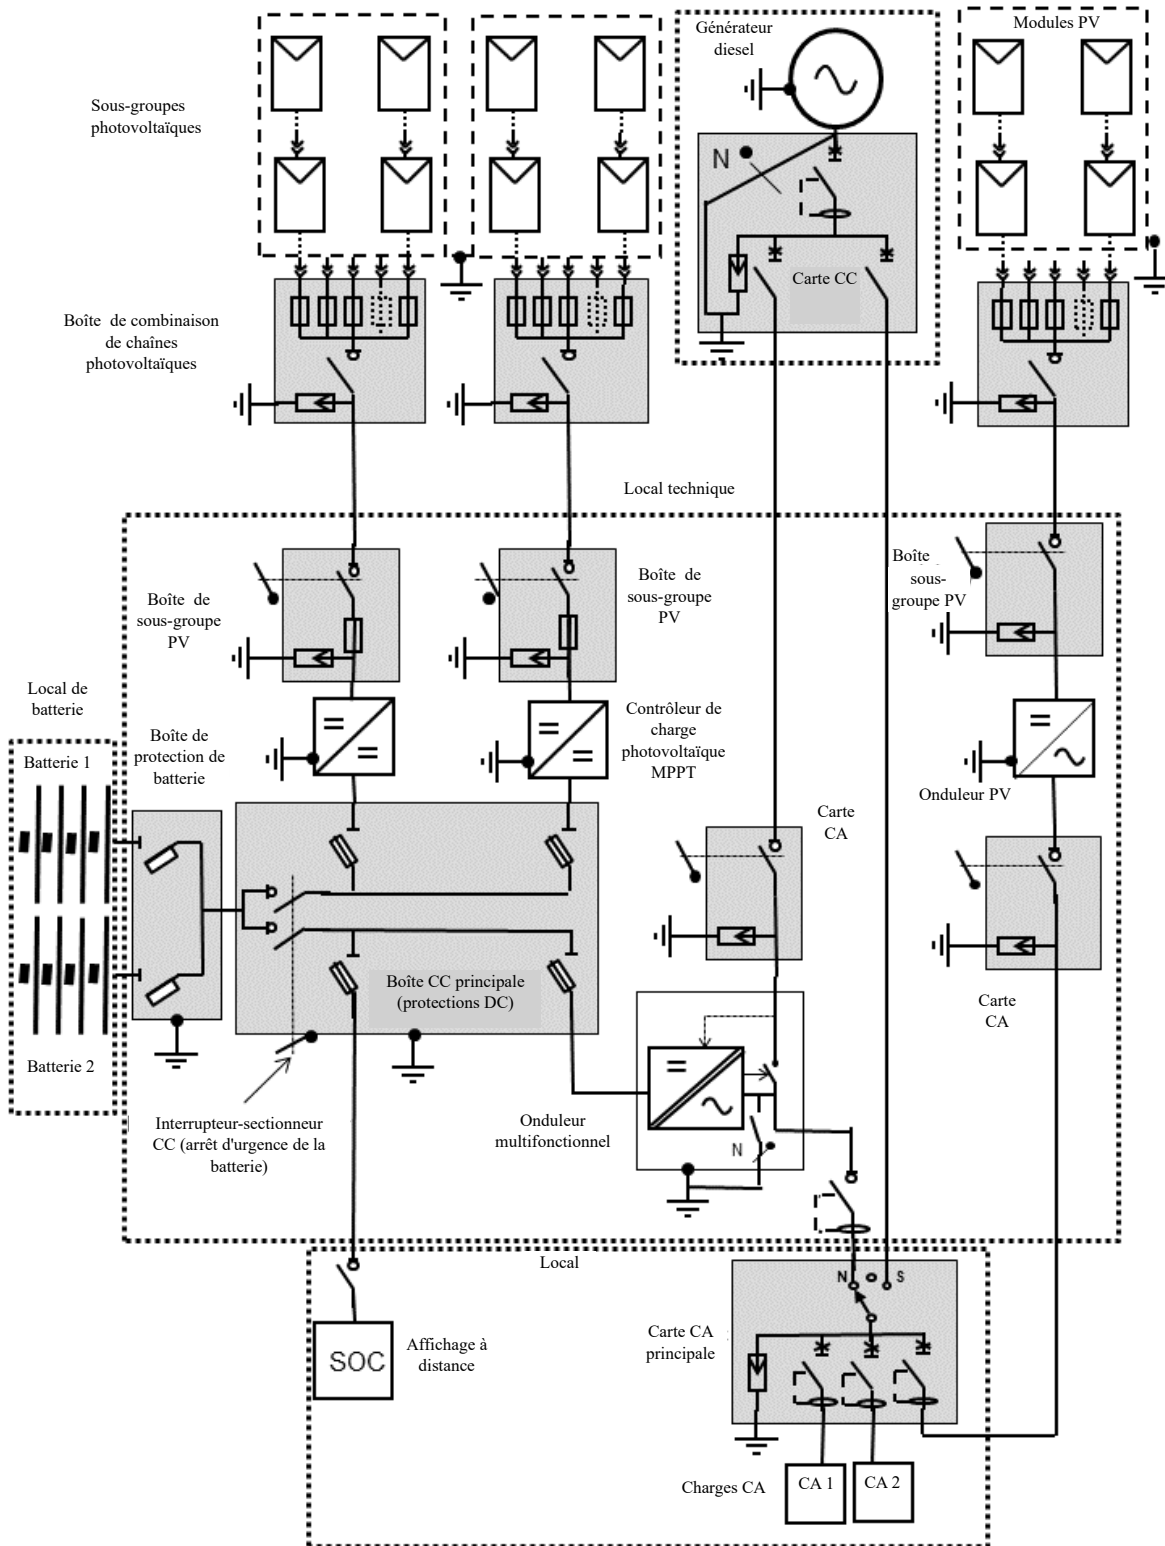 Générateur
diesel
Modules PV
Sous-groupes
photovoltaïques
N
Carte CC
Boîte de combinaison
de chaînes
photovoltaïques
Local technique
Boîte de
sous-groupe
PV
Boîte de
sous-groupe
PV
Boîte
sous-
groupe PV
Local de
batterie
Boîte de
protection de
batterie
Contrôleur de
charge
photovoltaïque
MPPT
Batterie 1
Onduleur PV
Carte
CA
Boîte CC principale
(protections DC)
Carte
CA
Batterie 2
Interrupteur-sectionneur
CC (arrêt d'urgence de la
batterie)
Onduleur
multifonctionnel
N
Local
N
S
SOC
Affichage à
distance
Carte CA
principale
Charges CA
CA 1
CA 2